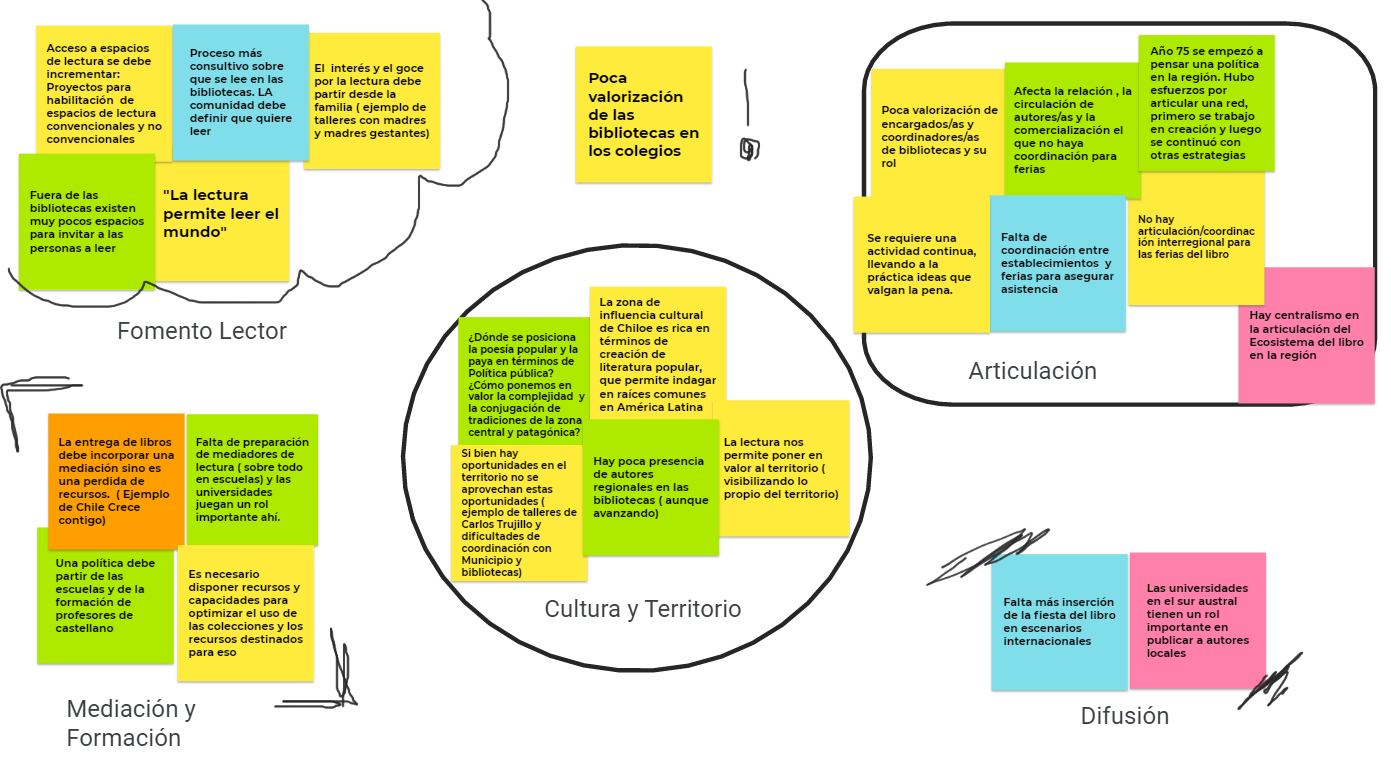 Acceso a espacios
de lectura se debe
incrementar:
Proyectos para
habilitación de
espacios de lectura
convencionales y no
convencionales
Proceso más
consultivo sobre
que se lee en las
bibliotecas. LA
comunidad debe
definir que quiere
leer
El interés y el goce
por la lectura debe
partir desde la
familia ( ejemplo de
talleres con madres
y madres gestantes)
Fuera de las
bibliotecas existen
muy pocos espacios
para invitar a las
personas a leer
"La lectura
permite leer el
mundo"
Fomento Lector
Poca
valorización
de las
bibliotecas en
los colegios
Poca valorización de
encargados/as y
coordinadores/as
de bibliotecas y su
rol
Afecta la relación , la
circulación de
autores/as y la
comercialización el
que no haya
coordinación para
ferias
Año 75 se empezó a
pensar una política
en la región. Hubo
esfuerzos por
articular una red,
primero se trabajo
en creación y luego
se continuó con
otras estrategias
Se requiere una
actividad continua,
llevando a la
práctica ideas que
valgan la pena.
Falta de
coordinación entre
establecimientos y
ferias para asegurar
asistencia
No hay
articulación/coordinac
ión interregional para
las ferias del libro
Hay centralismo en
la articulación del
Ecosistema del libro
en la región
Articulación
¿Dónde se posiciona
la poesía popular y la
paya en términos de
Política pública?
¿Cómo ponemos en
valor la complejidad y
la conjugación de
tradiciones de la zona
central y patagónica?
La zona de
influencia cultural
de Chiloe es rica en
términos de
creación de
literatura popular,
que permite indagar
en raíces comunes
en América Latina
Si bien hay
oportunidades en el
territorio no se
aprovechan estas
oportunidades (
ejemplo de talleres de
Carlos Trujillo y
dificultades de
coordinación con
Municipio y
bibliotecas)
Hay poca presencia
de autores
regionales en las
bibliotecas ( aunque
avanzando)
La lectura nos
permite poner en
valor al territorio (
visibilizando lo
propio del territorio)
Cultura y Territorio
La entrega de libros
debe incorporar una
mediación sino es
una perdida de
recursos. ( Ejemplo
de Chile Crece
contigo)
Falta de preparación
de mediadores de
lectura ( sobre todo
en escuelas) y las
universidades
juegan un rol
importante ahí.
Una política debe
partir de las
escuelas y de la
formación de
profesores de
castellano
Es necesario
disponer recursos y
capacidades para
optimizar el uso de
las colecciones y los
recursos destinados
para eso
Mediación y
Formación
Falta más inserción
de la fiesta del libro
en escenarios
internacionales
Las universidades
en el sur austral
tienen un rol
importante en
publicar a autores
locales
Difusión